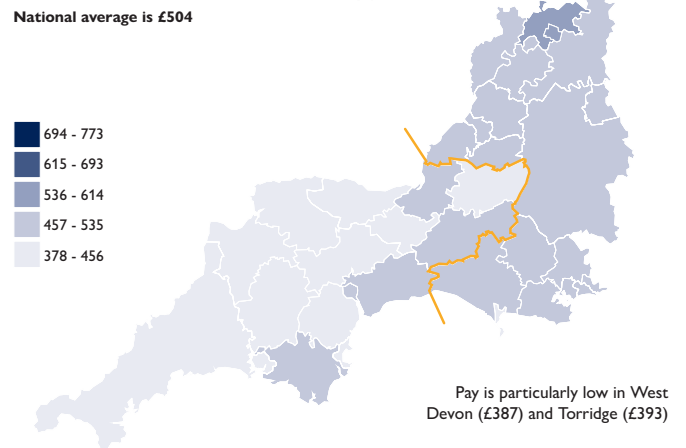 National average is £504
694 - 773
615 - 693
536 - 614
457 - 535
378 - 456
Pay is particularly low in West
Devon (£387) and Torridge (£393)